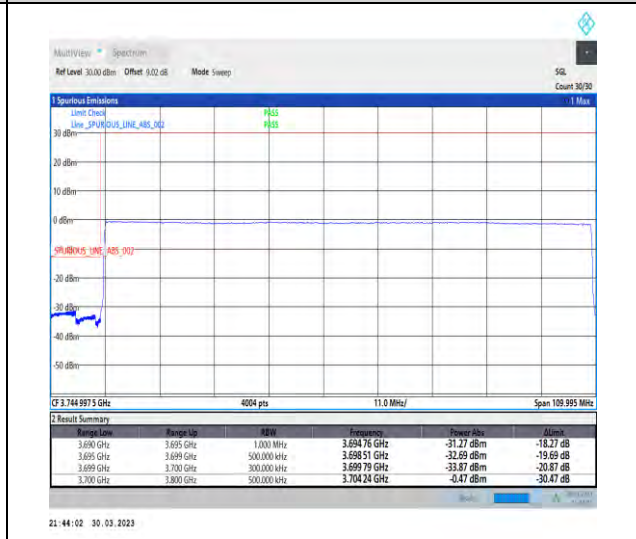 MultiView Spectrum
Ref Level 30.00 dBm Offset 9.02 dB Mode Sweep SGL
Count 30/30
1 Spurious Emissions 1 Max
Limit Check PASS
Line _SPURIOUS_LINE_ABS_002 PASS
30 dBm
20 dBm
10 dBm
0 dBm
_SPURIOUS_LINE_ABS_002
-20 dBm
-30 dBm
-40 dBm
-50 dBm
CF 3.744 997 5 GHz 4004 pts 11.0 MHz/ Span 109.995 MHz
2 Result Summary
Range Low Range Up RBW Frequency Power Abs ΔLimit
3.690 GHz 3.695 GHz 1.000 MHz 3.694 76 GHz -31.27 dBm -18.27 dB
3.695 GHz 3.699 GHz 500.000 kHz 3.698 51 GHz -32.69 dBm -19.69 dB
3.699 GHz 3.700 GHz 300.000 kHz 3.699 79 GHz -33.87 dBm -20.87 dB
3.700 GHz 3.800 GHz 500.000 kHz 3.704 24 GHz -0.47 dBm -30.47 dB
21:44:02 30.03.2023